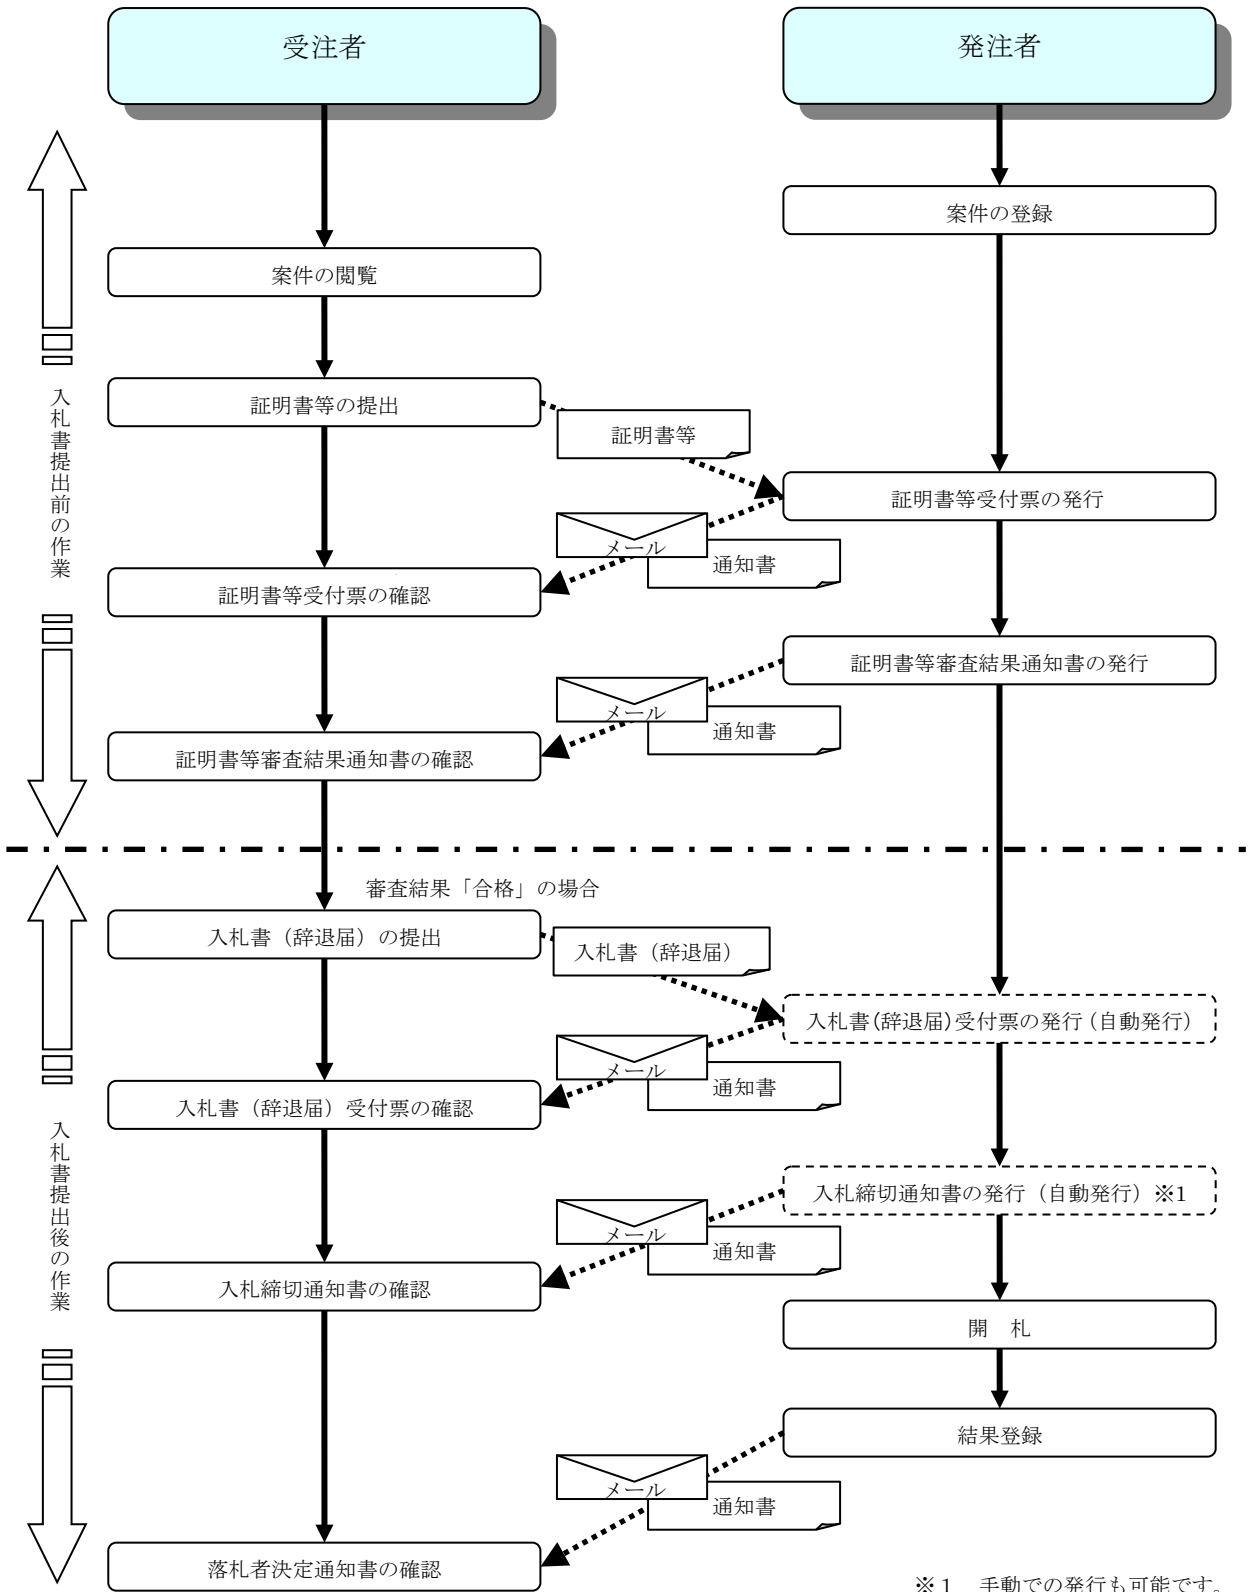 受注者
発注者
案件の登録
案件の閲覧
証明書等の提出
証明書等
証明書等受付票の発行
メール
通知書
証明書等受付票の確認
入札書提出前の作業
証明書等審査結果通知書の発行
メール
通知書
証明書等審査結果通知書の確認
審査結果「合格」の場合
入札書（辞退届）の提出
入札書（辞退届）
入札書(辞退届)受付票の発行(自動発行)
メール
通知書
入札書（辞退届）受付票の確認
入札書提出後の作業
入札締切通知書の発行（自動発行）※1
メール
通知書
入札締切通知書の確認
開　札
結果登録
メール
通知書
落札者決定通知書の確認
※１　手動での発行も可能です。